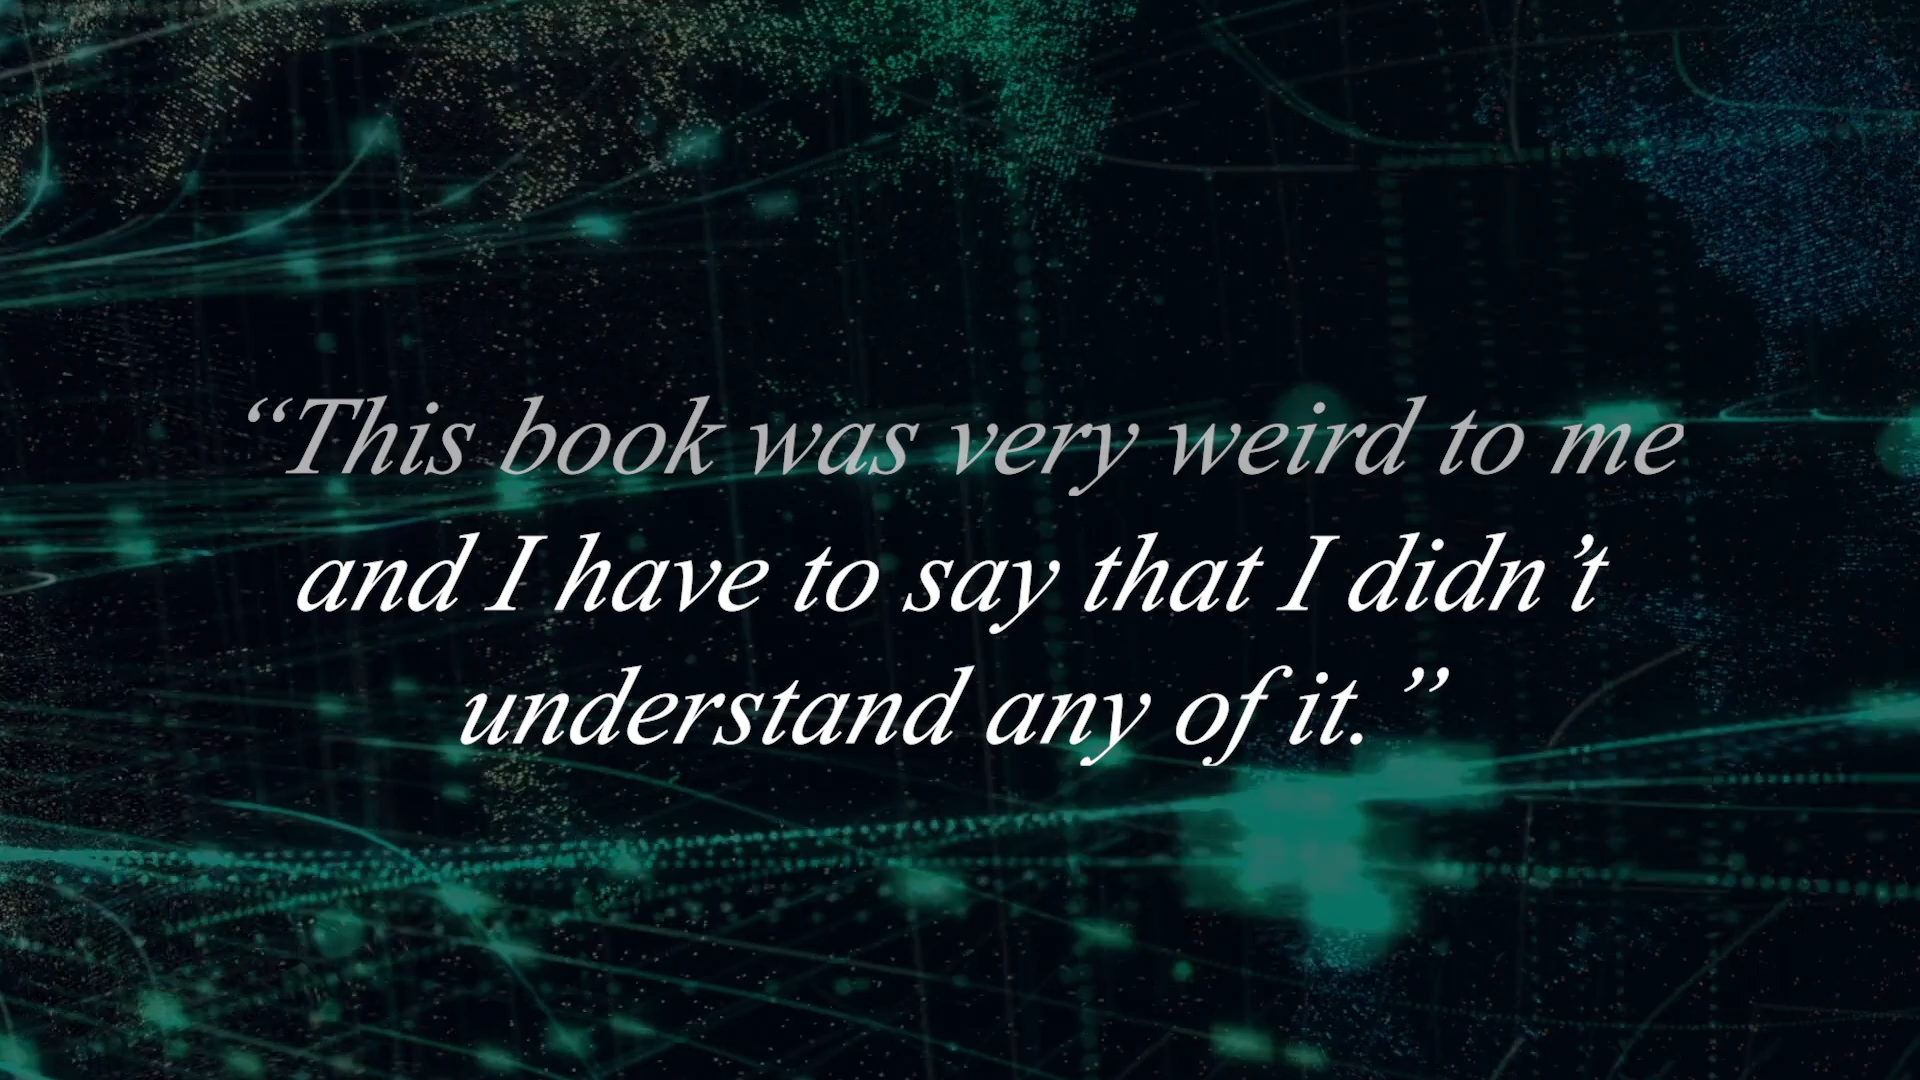 “This book was very weird to me
and I have to say that I didn’t
understand any of it.”